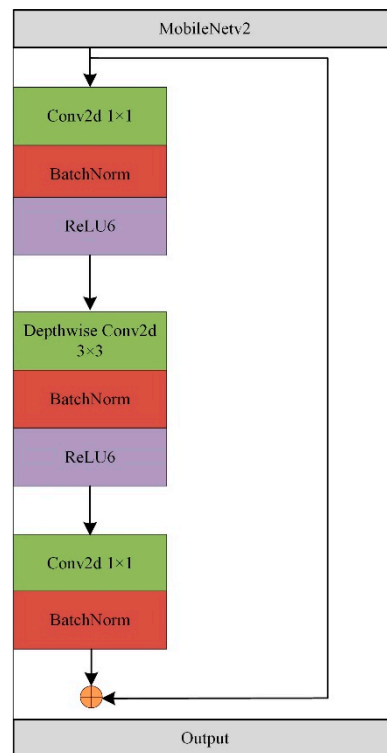 MobileNetv2
Conv2d 1×1
BatchNorm
ReLU6
Depthwise Conv2d
3×3
BatchNorm
ReLU6
Conv2d 1×1
BatchNorm
Output